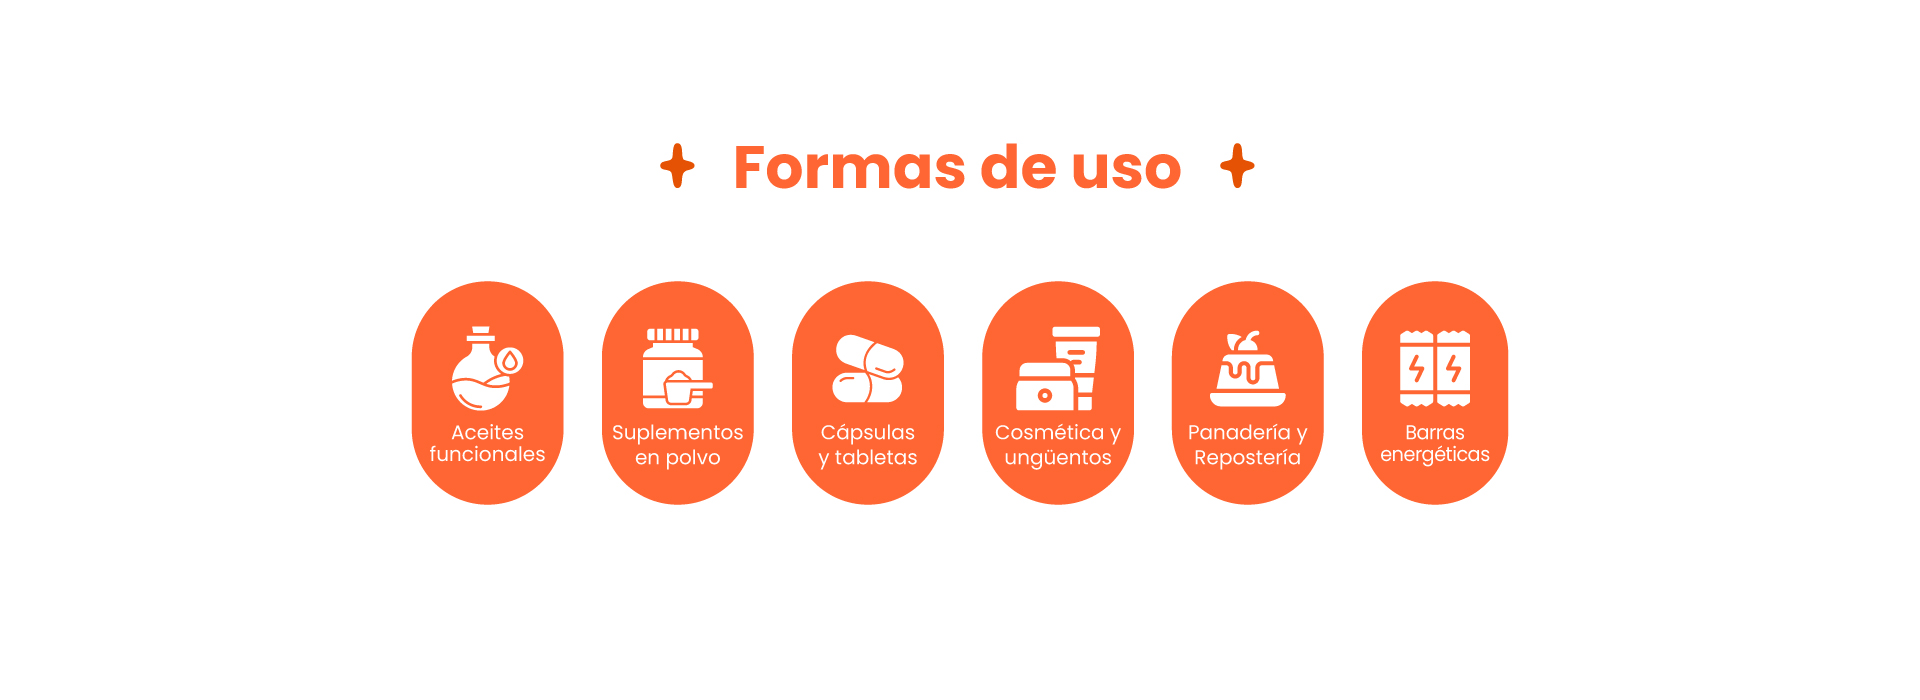 Formas de uso
Aceites
funcionales
Suplementos
en polvo
Cápsulas
y tabletas
Cosmética y
ungüentos
Panadería y
Repostería
Barras
energéticas